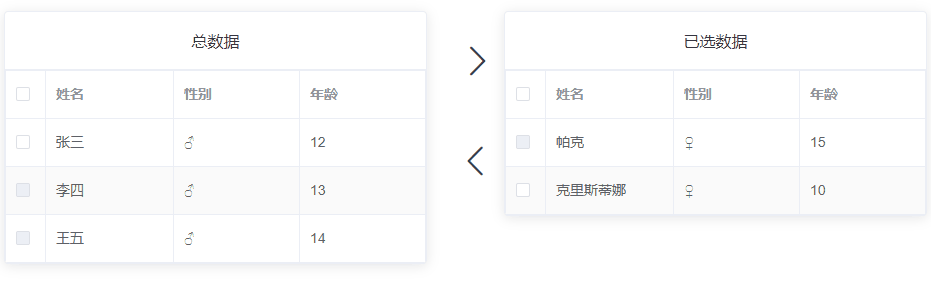 总数据
姓名 性别 年龄
张三 ♂ 12
李四 ♂ 13
王五 ♂ 14
已选数据
姓名 性别 年龄
帕克 ♀ 15
克里斯蒂娜 ♀ 10